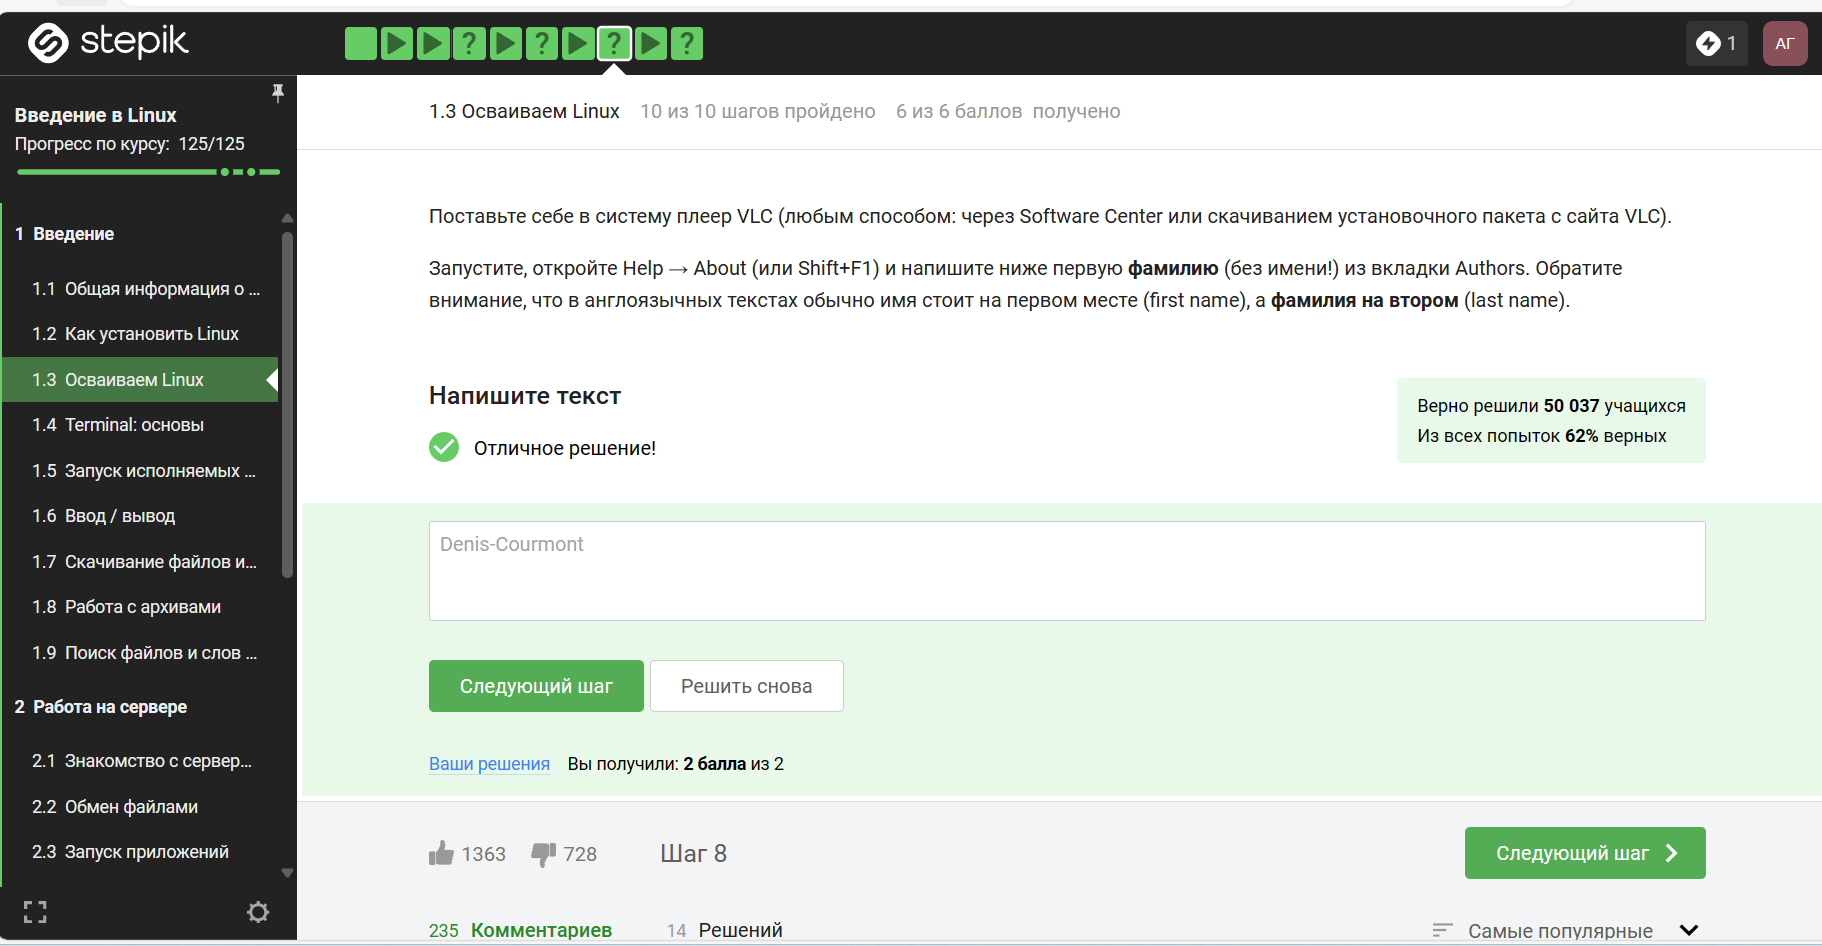 stepik
?
?
?
?
1
АГ
Введение в Linux
Прогресс по курсу: 125/125
1 Введение
1.1 Общая информация о ...
1.2 Как установить Linux
1.3 Осваиваем Linux
1.4 Terminal: основы
1.5 Запуск исполняемых ...
1.6 Ввод / вывод
1.7 Скачивание файлов и...
1.8 Работа с архивами
1.9 Поиск файлов и слов ...
2 Работа на сервере
2.1 Знакомство с сервер...
2.2 Обмен файлами
2.3 Запуск приложений
1.3 Осваиваем Linux 10 из 10 шагов пройдено 6 из 6 баллов получено
Поставьте себе в систему плеер VLC (любым способом: через Software Center или скачиванием установочного пакета с сайта VLC).
Запустите, откройте Help → About (или Shift+F1) и напишите ниже первую фамилию (без имени!) из вкладки Authors. Обратите
внимание, что в англоязычных текстах обычно имя стоит на первом месте (first name), а фамилия на втором (last name).
Напишите текст
Отличное решение!
Верно решили 50 037 учащихся
Из всех попыток 62% верных
Denis-Courmont
Следующий шаг
Решить снова
Ваши решения Вы получили: 2 балла из 2
1363 728 Шаг 8
Следующий шаг
235 Комментариев 14 Решений
Самые популярные